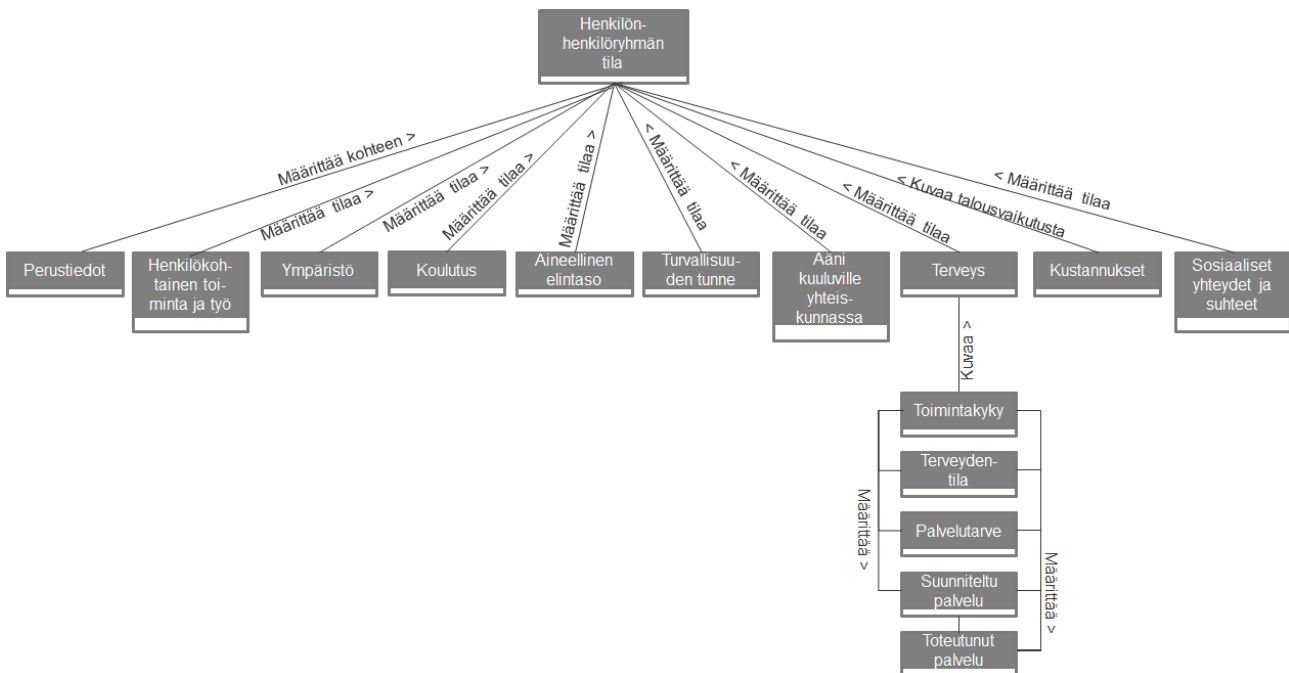 Henkilön-
henkilöryhmän
tila
Määrittää kohteen >
Määrittää tilaa >
Määrittää tilaa >
Määrittää tilaa >
Määrittää tilaa >
< Määrittää tilaa
< Määrittää tilaa
< Määrittää tilaa
< Kuvaa talousvaikutusta
< Määrittää tilaa
Perustiedot
Henkilökoh-
tainen toi-
minta ja työ
Ympäristö
Koulutus
Aineellinen
elintaso
Turvallisuu-
den tunne
Ääni
kuuluville
yhteis-
kunnassa
Terveys
Kustannukset
Sosiaaliset
yhteydet ja
suhteet
Kuvaa >
Toimintakyky
Terveyden-
tila
Palvelutarve
Suunniteltu
palvelu
Toteutunut
palvelu
Määrittää >
Määrittää >